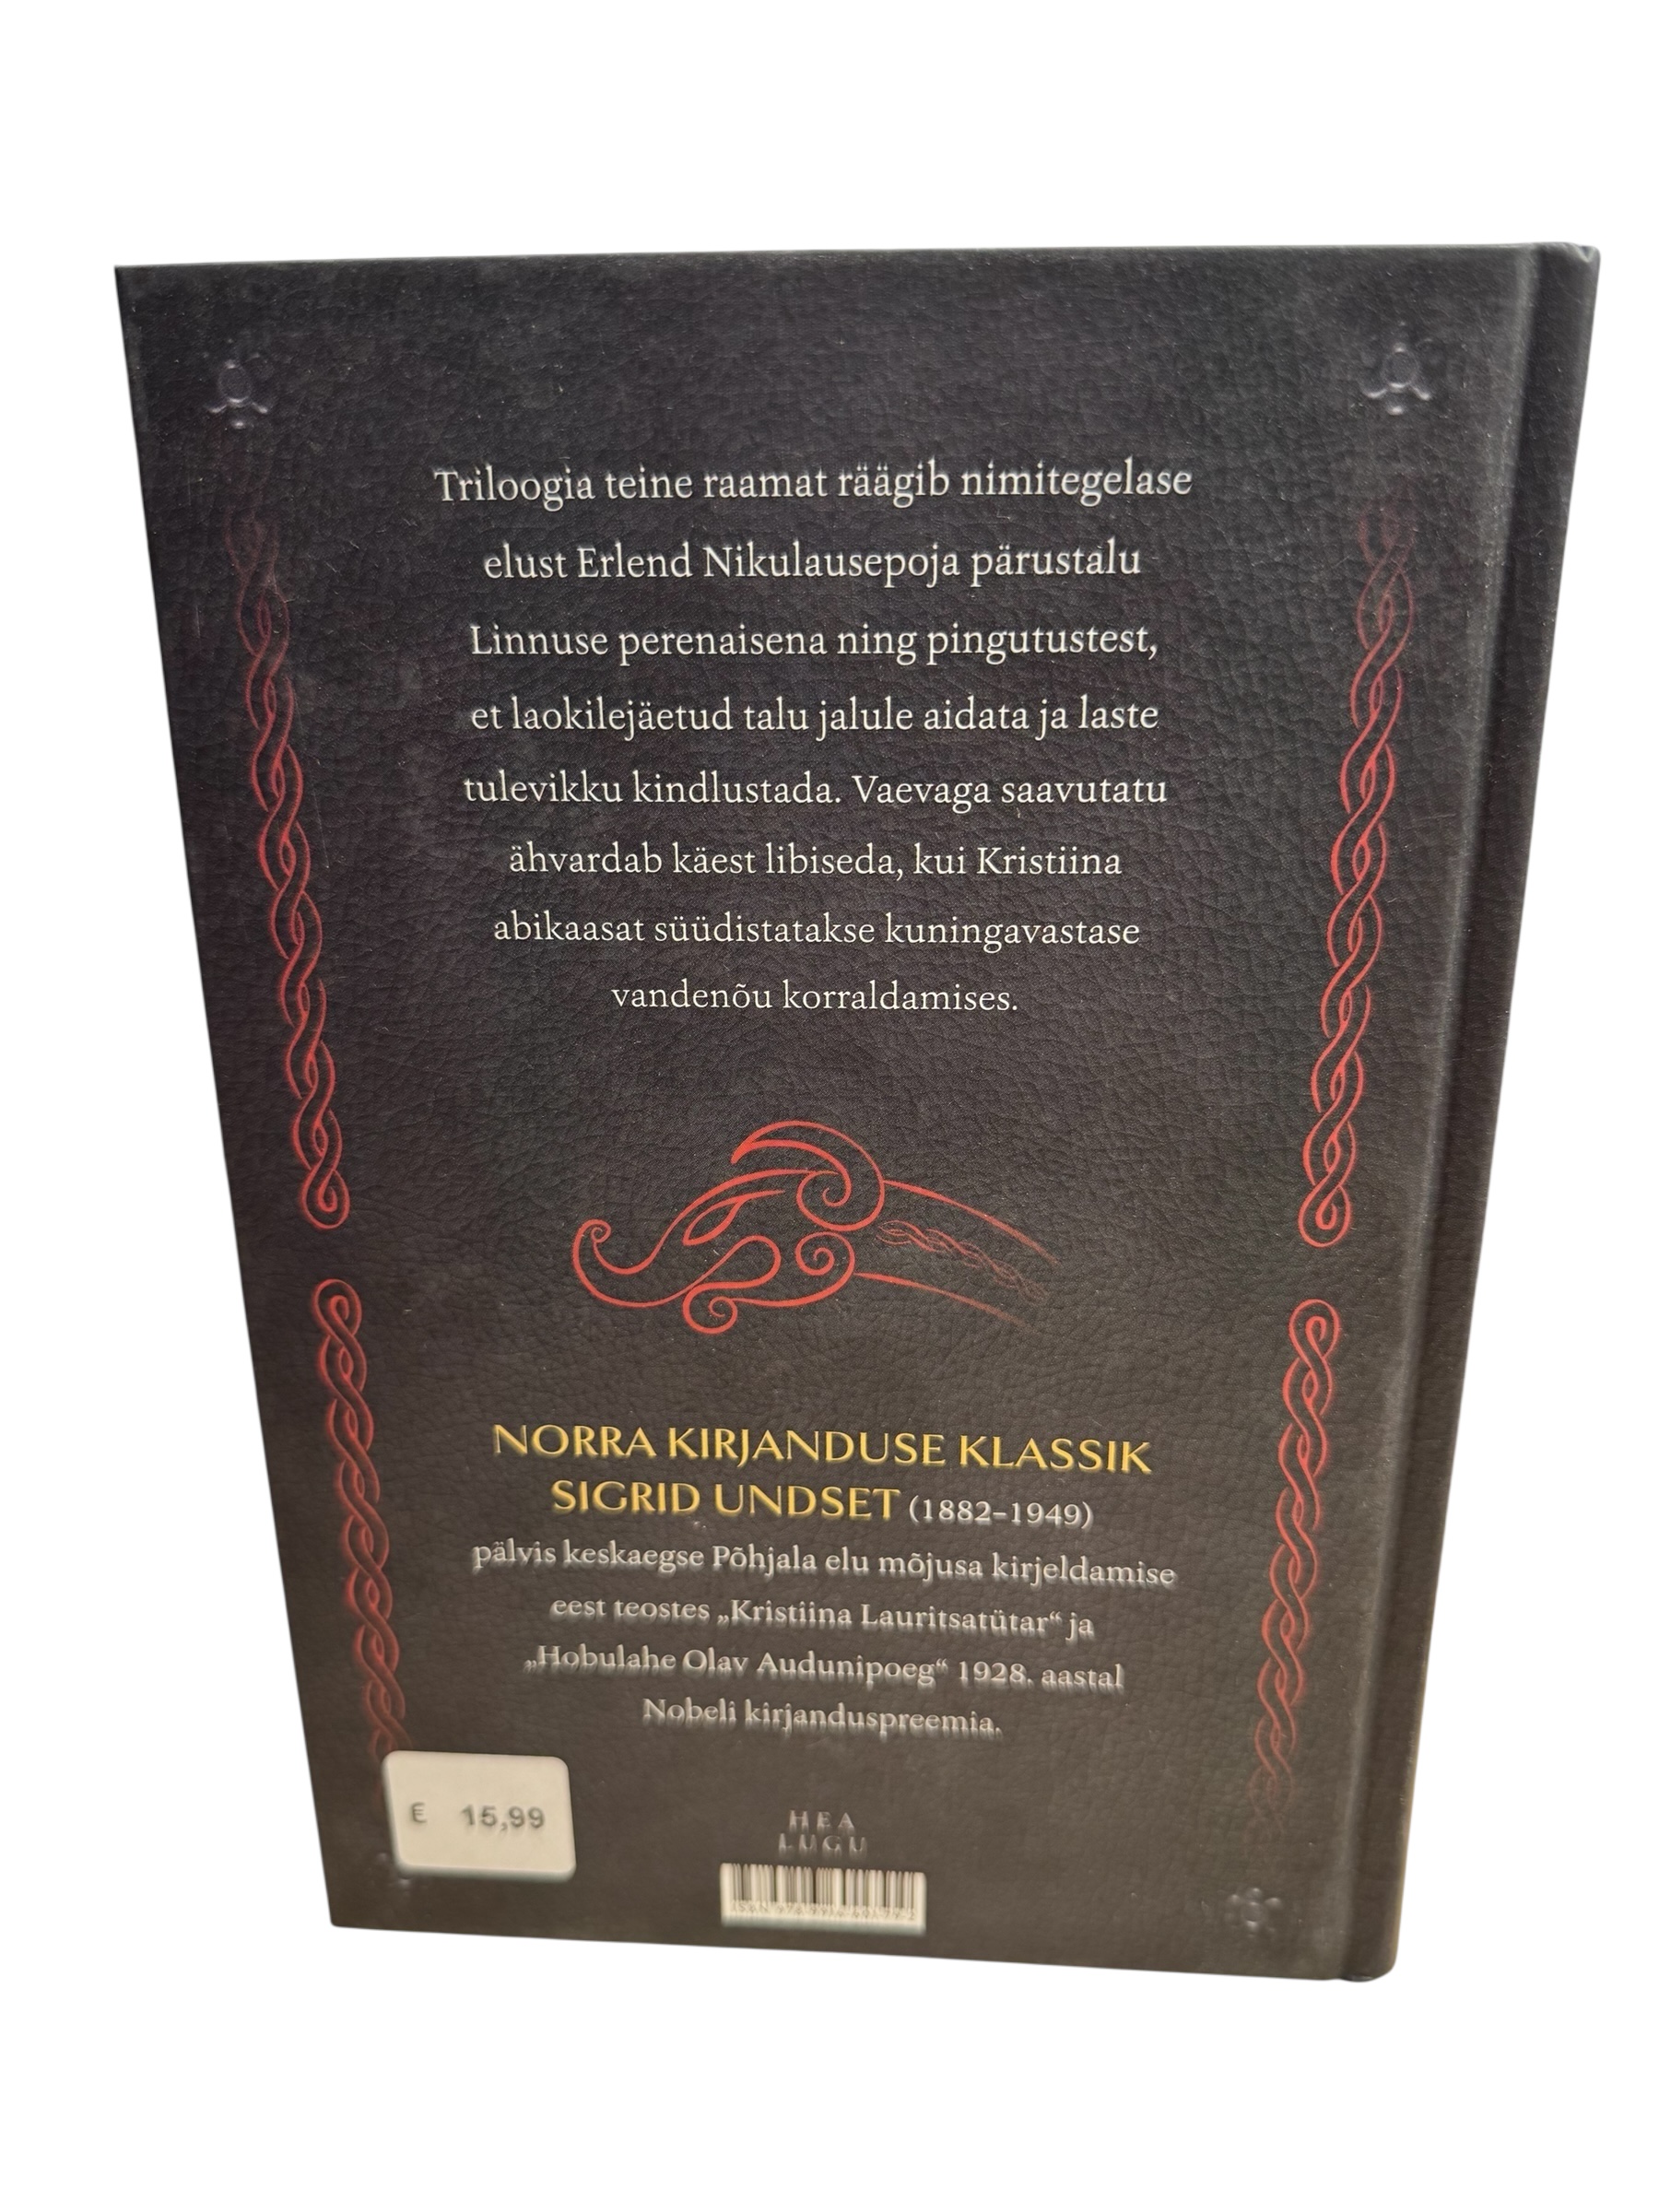 Triloogia teine raamat räägib nimitegelase
elust Erlend Nikulausepoja pärustalu
Linnuse perenaisena ning pingutustest,
et laokilejäetud talu jalule aidata ja laste
tulevikku kindlustada. Vaevaga saavutatu
ähvardab käest libiseda, kui Kristiina
abikaasat süüdistatakse kuningavastase
vandenõu korraldamises.
NORRA KIRJANDUSE KLASSIK
SIGRID UNDSET (1882–1949)
pälvis keskaegse Põhjala elu mõjusa kirjeldamise
eest teostes „Kristiina Lauritsatütar“ ja
„Hobulahe Olav Audunipoeg“ 1928. aastal
Nobeli kirjanduspreemia.
€ 15,99
HEA
LUGU
ISBN